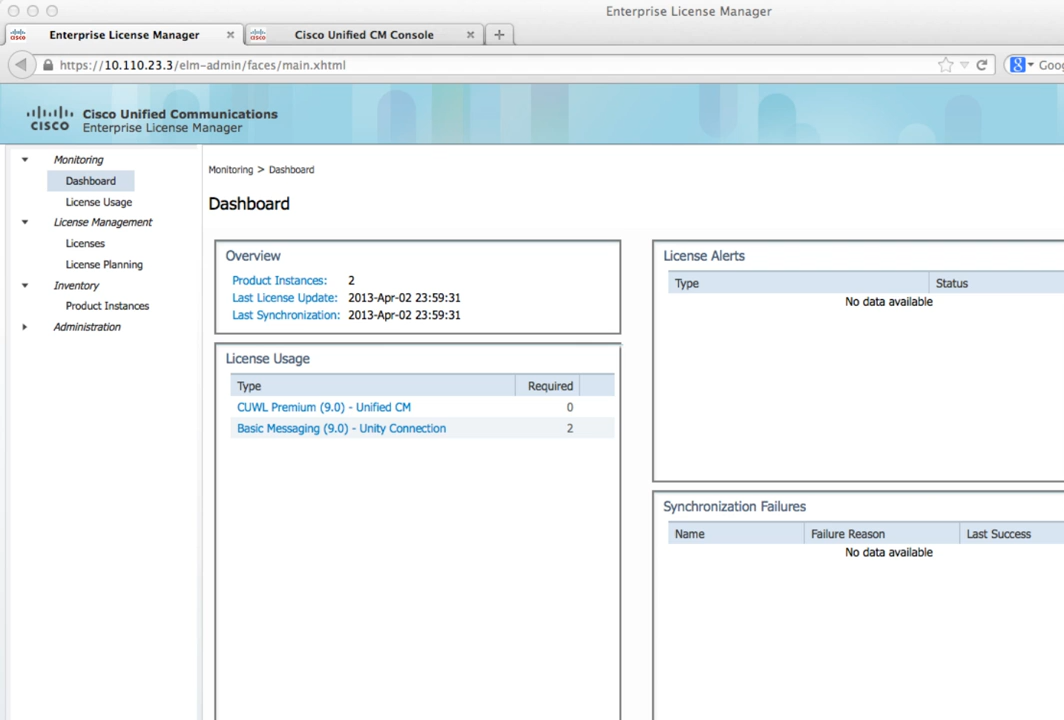 Enterprise License Manager
Enterprise License Manager
Cisco Unified CM Console
https://10.110.23.3/elm-admin/faces/main.xhtml
Goog
CISCO
Cisco Unified Communications
Enterprise License Manager
Monitoring
Dashboard
License Usage
License Management
Licenses
License Planning
Inventory
Product Instances
Administration
Monitoring > Dashboard
Dashboard
Overview
Product Instances: 2
Last License Update: 2013-Apr-02 23:59:31
Last Synchronization: 2013-Apr-02 23:59:31
License Usage
Type Required
CUWL Premium (9.0) - Unified CM 0
Basic Messaging (9.0) - Unity Connection 2
License Alerts
Type Status
No data available
Synchronization Failures
Name Failure Reason Last Success
No data available